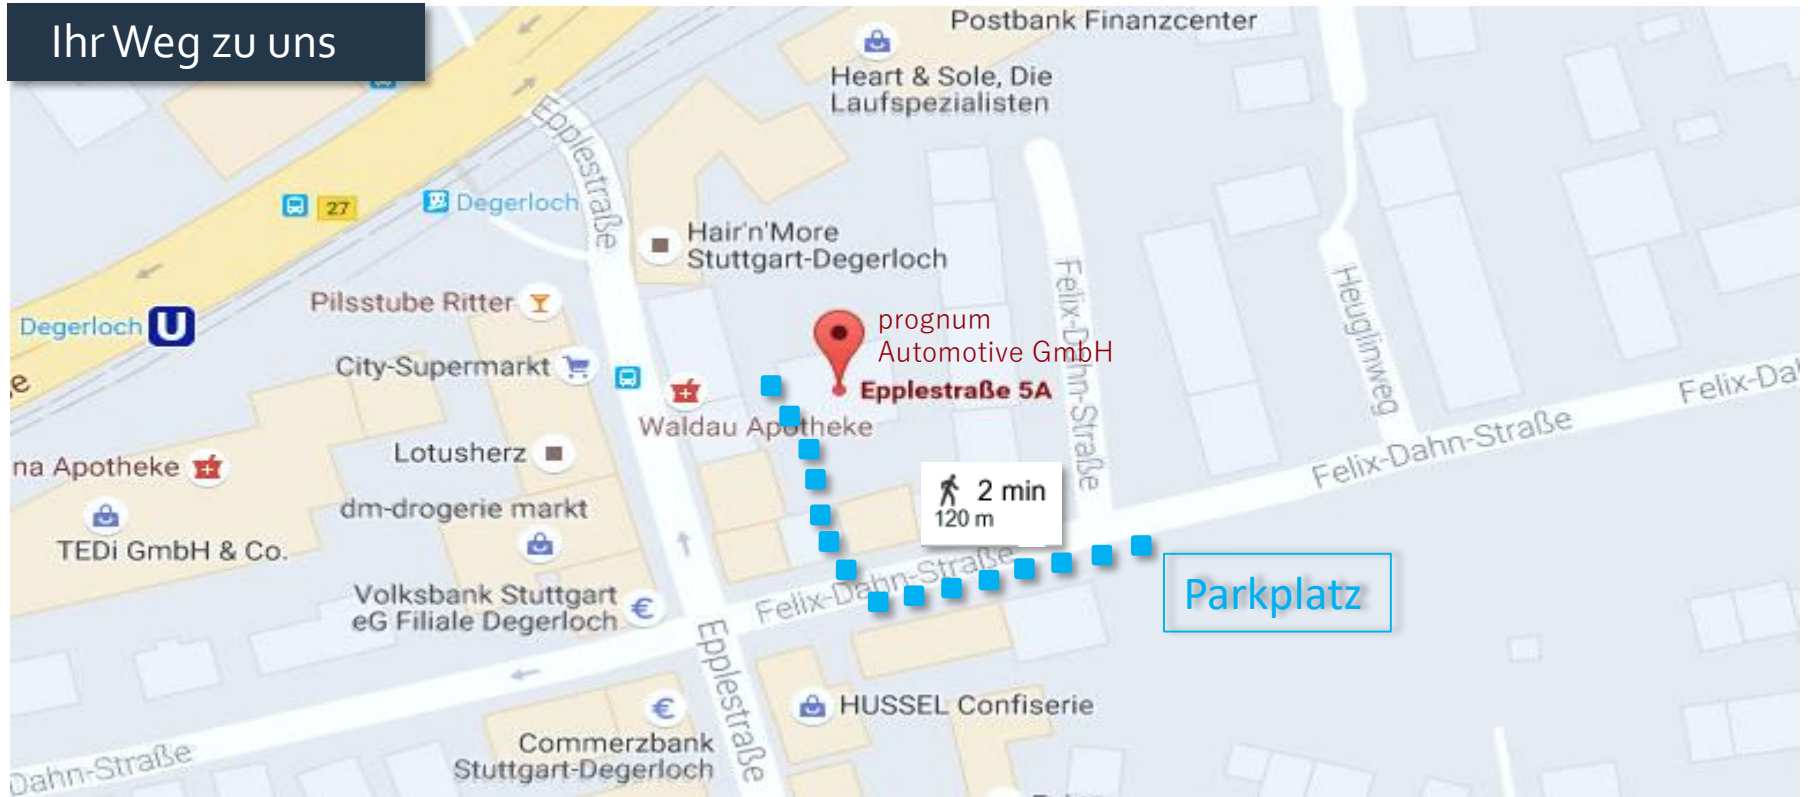 Ihr Weg zu uns
Postbank Finanzcenter
Heart & Sole, Die
Laufspezialisten
Epplestraße
27
Degerloch
Hair'n'More
Stuttgart-Degerloch
Pilsstube Ritter
Degerloch U
prognum
Automotive GmbH
Epplestraße 5A
City-Supermarkt
Waldau Apotheke
Felix-Dahn-Straße
Heuglinweg
Felix-Dahn-Straße
Felix-Dah
e
na Apotheke
Lotusherz
dm-drogerie markt
TEDi GmbH & Co.
2 min
120 m
Felix-Dahn-Straße
Parkplatz
Volksbank Stuttgart
eG Filiale Degerloch
Epplestraße
HUSSEL Confiserie
Commerzbank
Stuttgart-Degerloch
Dahn-Straße